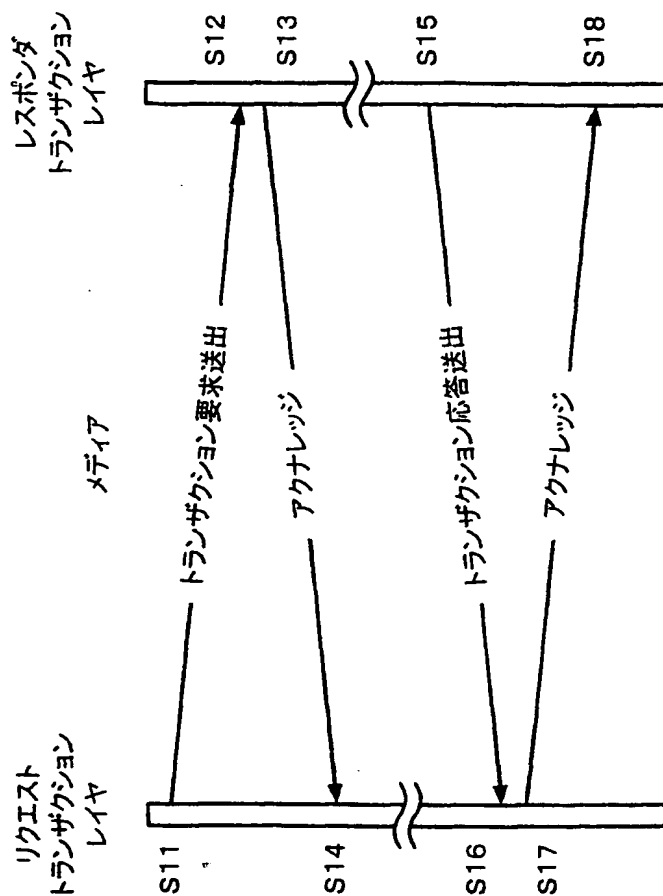 リクエスト
トランザクション
レイヤ
メディア
レスポンダ
トランザクション
レイヤ
S11
トランザクション要求送出
S12
S13
アクナレッジ
S14
S15
トランザクション応答送出
S16
S17
アクナレッジ
S18